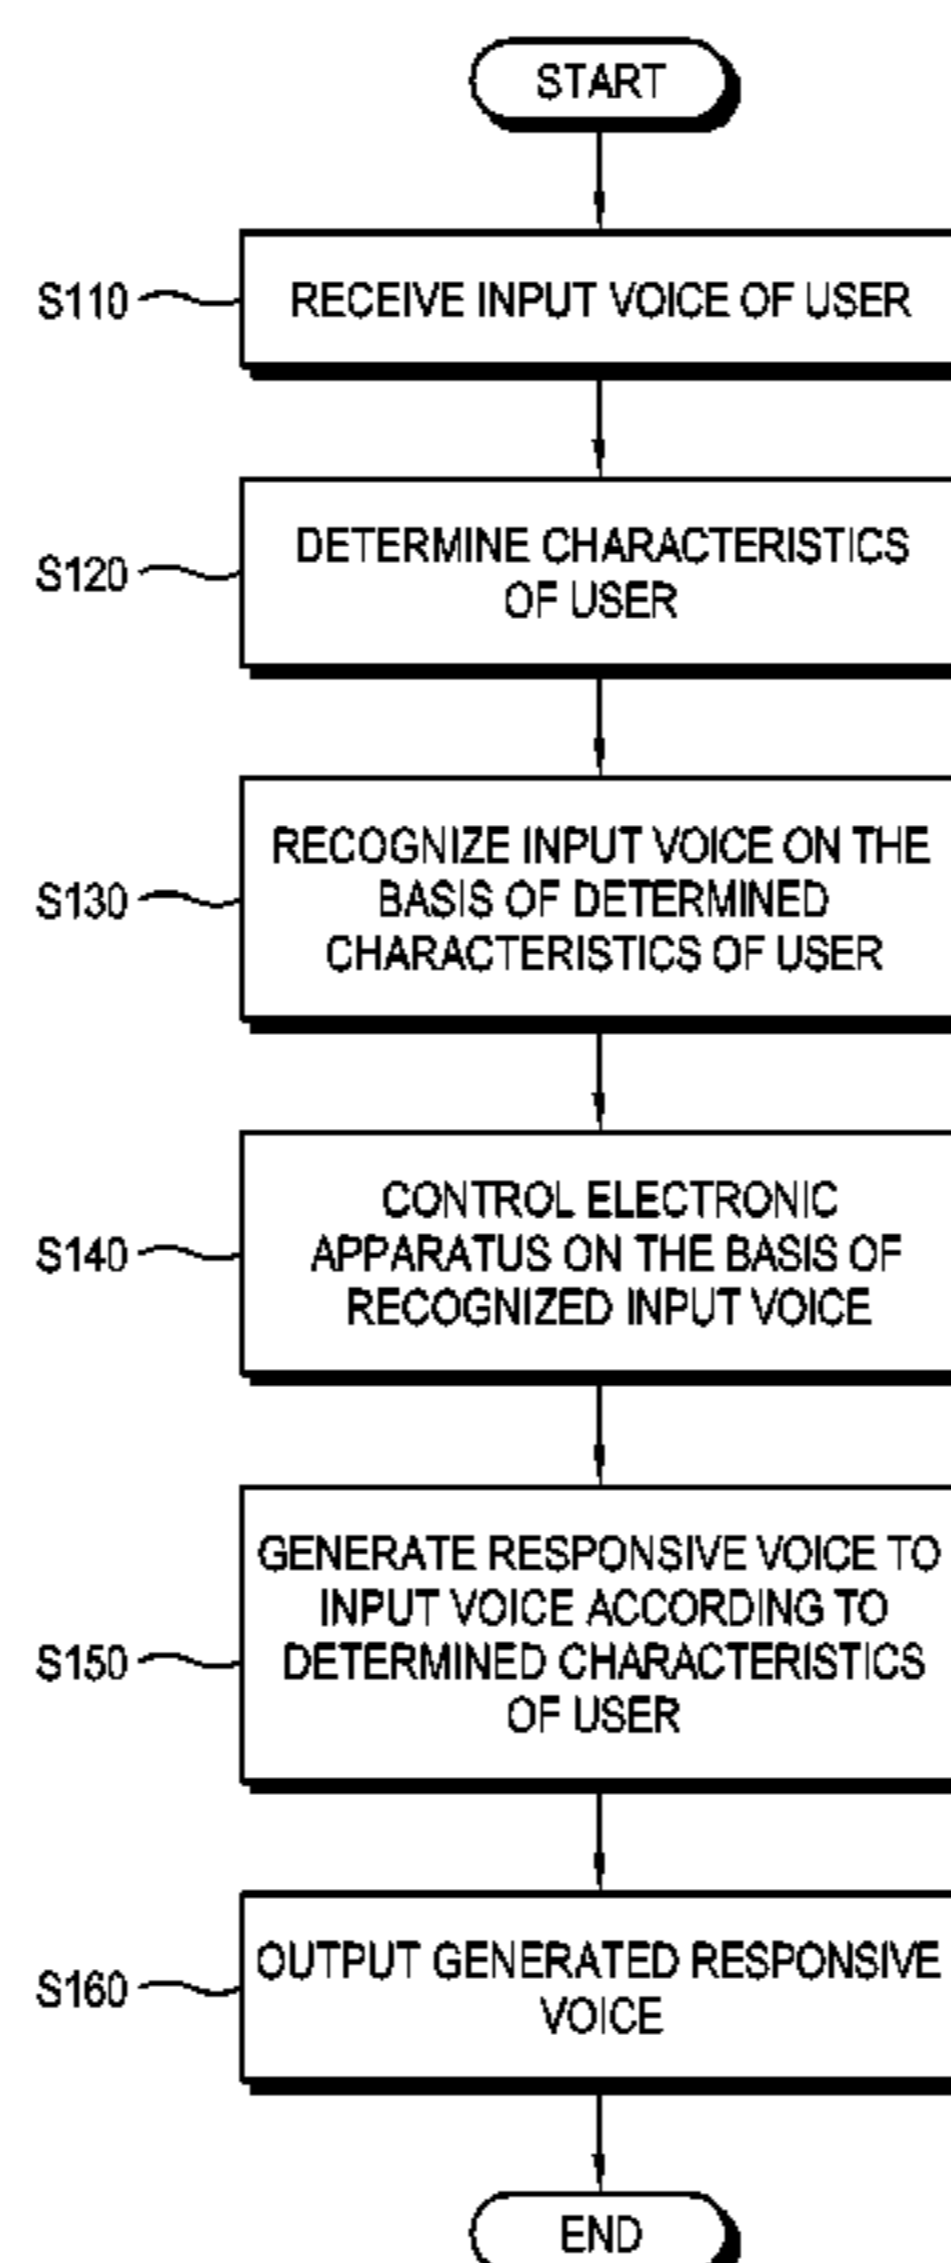 START
S110
RECEIVE INPUT VOICE OF USER
S120
DETERMINE CHARACTERISTICS
OF USER
S130
RECOGNIZE INPUT VOICE ON THE
BASIS OF DETERMINED
CHARACTERISTICS OF USER
S140
CONTROL ELECTRONIC
APPARATUS ON THE BASIS OF
RECOGNIZED INPUT VOICE
S150
GENERATE RESPONSIVE VOICE TO
INPUT VOICE ACCORDING TO
DETERMINED CHARACTERISTICS
OF USER
S160
OUTPUT GENERATED RESPONSIVE
VOICE
END